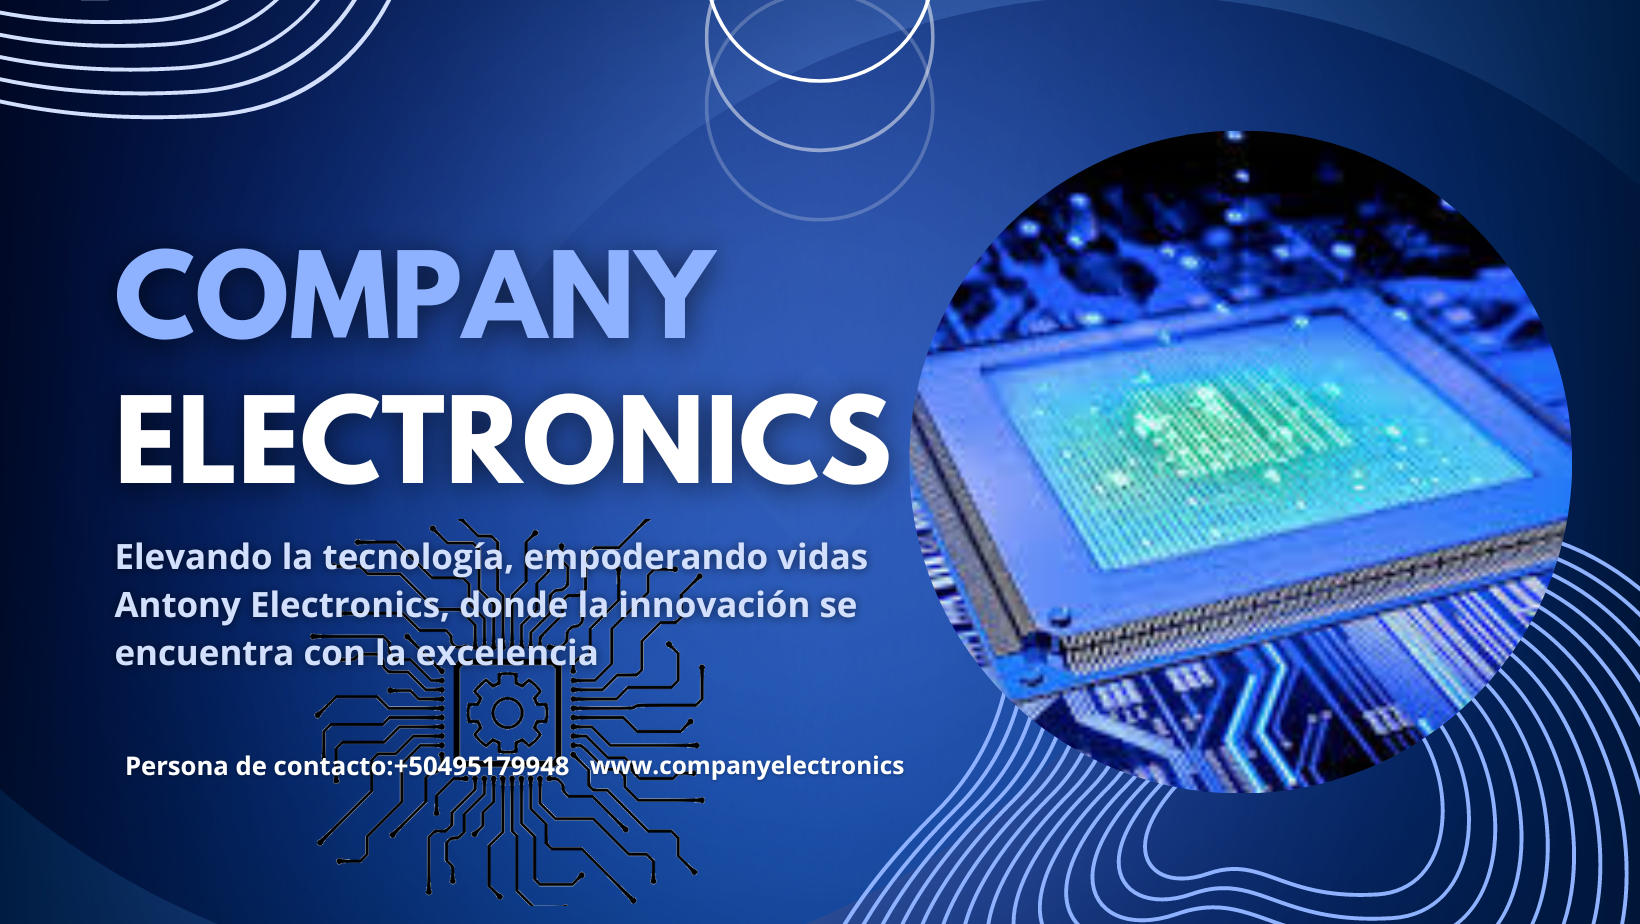 COMPANY
ELECTRONICS
Elevando la tecnología, empoderando vidas
Antony Electronics, donde la innovación se
encuentra con la excelencia
Persona de contacto:+50495179948 www.companyelectronics